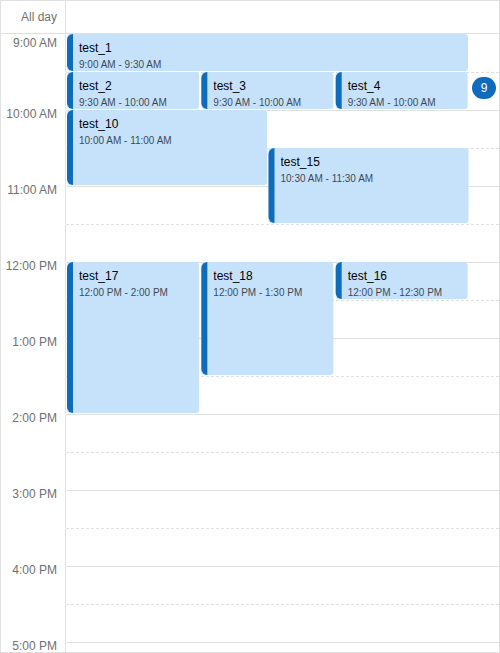 All day
9:00 AM
test_1
9:00 AM - 9:30 AM
test_2
9:30 AM - 10:00 AM
test_3
9:30 AM - 10:00 AM
test_4
9:30 AM - 10:00 AM
9
10:00 AM
test_10
10:00 AM - 11:00 AM
test_15
10:30 AM - 11:30 AM
11:00 AM
12:00 PM
test_17
12:00 PM - 2:00 PM
test_18
12:00 PM - 1:30 PM
test_16
12:00 PM - 12:30 PM
1:00 PM
2:00 PM
3:00 PM
4:00 PM
5:00 PM